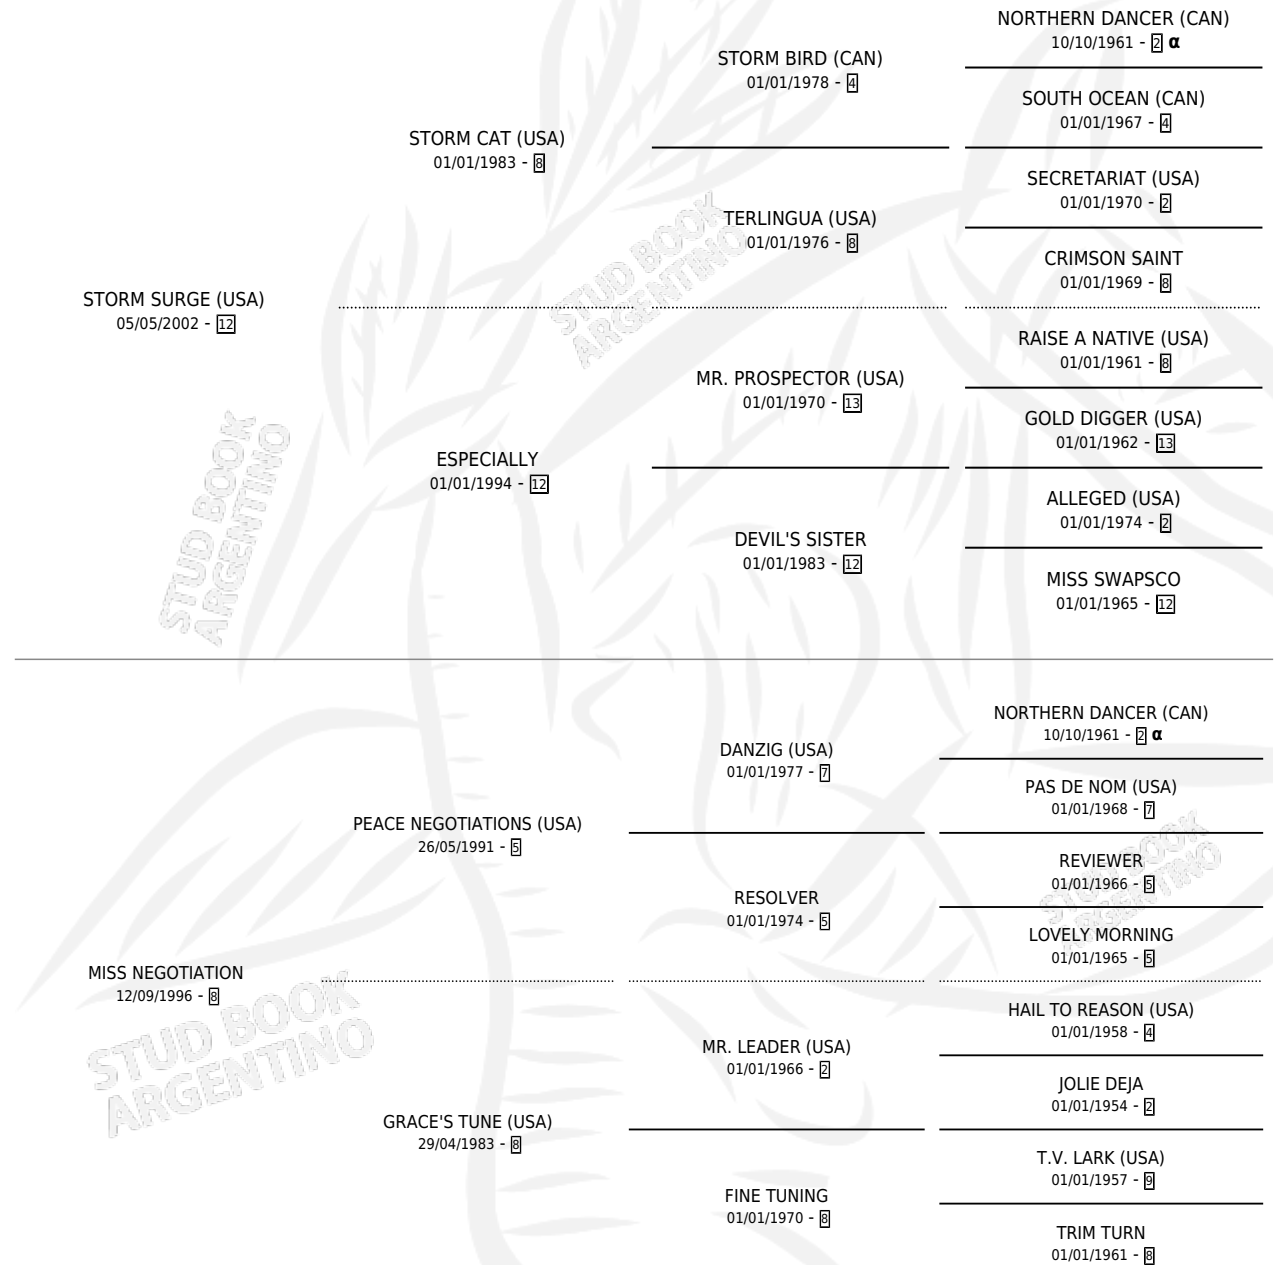 NORTHERN DANCER (CAN)
10/10/1961 - 2 α
STORM BIRD (CAN)
01/01/1978 - 4
SOUTH OCEAN (CAN)
01/01/1967 - 4
STORM CAT (USA)
01/01/1983 - 8
SECRETARIAT (USA)
01/01/1970 - 2
TERLINGUA (USA)
01/01/1976 - 8
CRIMSON SAINT
01/01/1969 - 8
STORM SURGE (USA)
05/05/2002 - 12
RAISE A NATIVE (USA)
01/01/1961 - 8
MR. PROSPECTOR (USA)
01/01/1970 - 13
GOLD DIGGER (USA)
01/01/1962 - 13
ESPECIALLY
01/01/1994 - 12
ALLEGED (USA)
01/01/1974 - 2
DEVIL'S SISTER
01/01/1983 - 12
MISS SWAPSCO
01/01/1965 - 12
NORTHERN DANCER (CAN)
10/10/1961 - 2 α
DANZIG (USA)
01/01/1977 - 7
PAS DE NOM (USA)
01/01/1968 - 7
PEACE NEGOTIATIONS (USA)
26/05/1991 - 5
REVIEWER
01/01/1966 - 5
RESOLVER
01/01/1974 - 5
LOVELY MORNING
01/01/1965 - 5
MISS NEGOTIATION
12/09/1996 - 8
HAIL TO REASON (USA)
01/01/1958 - 4
MR. LEADER (USA)
01/01/1966 - 2
JOLIE DEJA
01/01/1954 - 2
GRACE'S TUNE (USA)
29/04/1983 - 8
T.V. LARK (USA)
01/01/1957 - 9
FINE TUNING
01/01/1970 - 8
TRIM TURN
01/01/1961 - 8
STUD BOOK
ARGENTINO
STUD BOOK
ARGENTINO
STUD BOOK
ARGENTINO
STUD BOOK
ARGENTINO